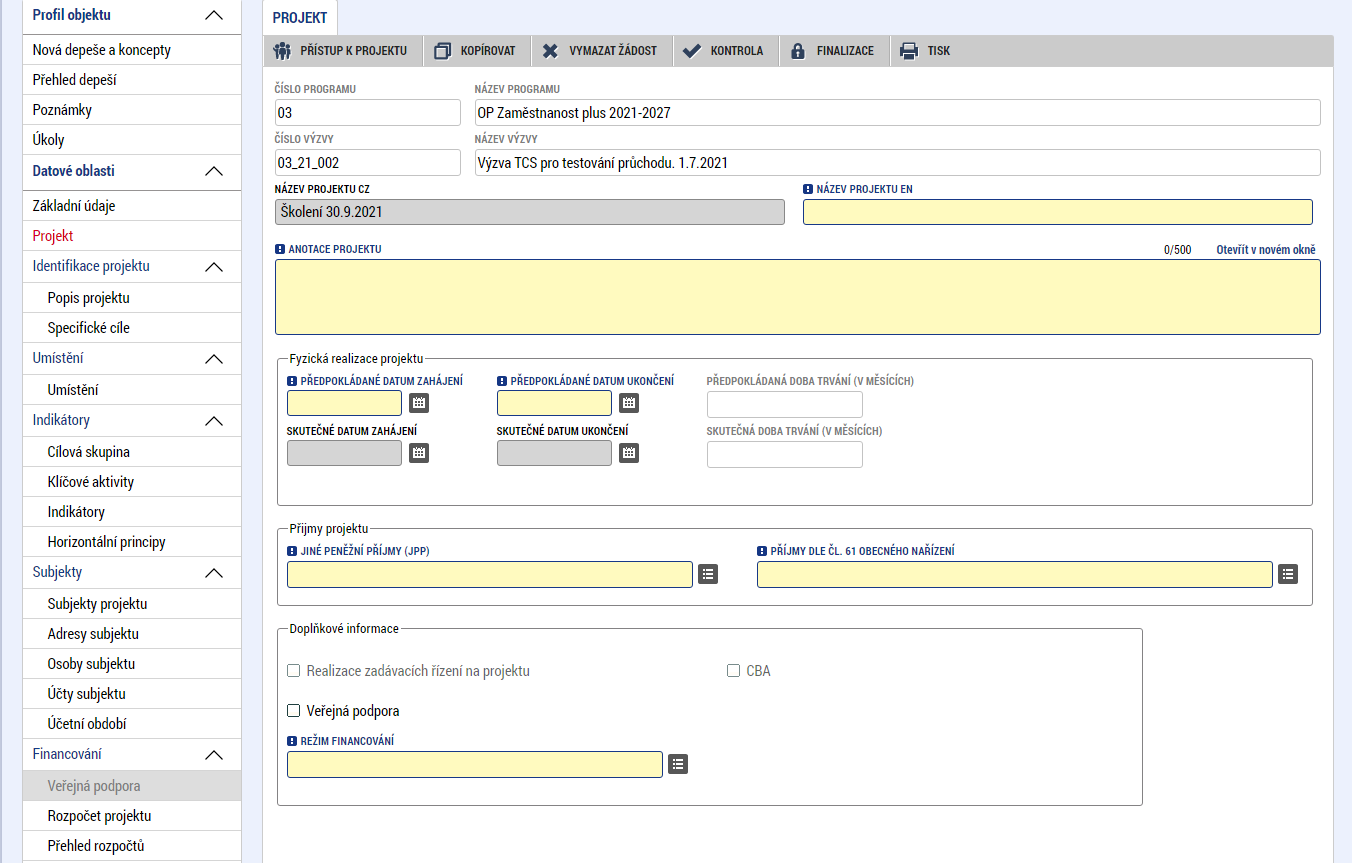 Profil objektu
Nová depeše a koncepty
Přehled depeší
Poznámky
Úkoly
Datové oblasti
Základní údaje
Projekt
Identifikace projektu
Popis projektu
Specifické cíle
Umístění
Umístění
Indikátory
Cílová skupina
Klíčové aktivity
Indikátory
Horizontální principy
Subjekty
Subjekty projektu
Adresy subjektu
Osoby subjektu
Účty subjektu
Účetní období
Financování
Veřejná podpora
Rozpočet projektu
Přehled rozpočtů
PROJEKT
PŘÍSTUP K PROJEKTU KOPÍROVAT VYMAZAT ŽÁDOST KONTROLA FINALIZACE TISK
ČÍSLO PROGRAMU NÁZEV PROGRAMU
03 OP Zaměstnanost plus 2021-2027
ČÍSLO VÝZVY NÁZEV VÝZVY
03_21_002 Výzva TCS pro testování průchodu. 1.7.2021
NÁZEV PROJEKTU CZ NÁZEV PROJEKTU EN
Školení 30.9.2021
ANOTACE PROJEKTU 0/500 Otevřít v novém okně
Fyzická realizace projektu
PŘEDPOKLÁDANÉ DATUM ZAHÁJENÍ PŘEDPOKLÁDANÉ DATUM UKONČENÍ PŘEDPOKLÁDANÁ DOBA TRVÁNÍ (V MĚSÍCÍCH)
SKUTEČNÉ DATUM ZAHÁJENÍ SKUTEČNÉ DATUM UKONČENÍ SKUTEČNÁ DOBA TRVÁNÍ (V MĚSÍCÍCH)
Příjmy projektu
JINÉ PENĚŽNÍ PŘÍJMY (JPP) PŘÍJMY DLE ČL. 61 OBECNÉHO NAŘÍZENÍ
Doplňkové informace
Realizace zadávacích řízení na projektu CBA
Veřejná podpora
REŽIM FINANCOVÁNÍ